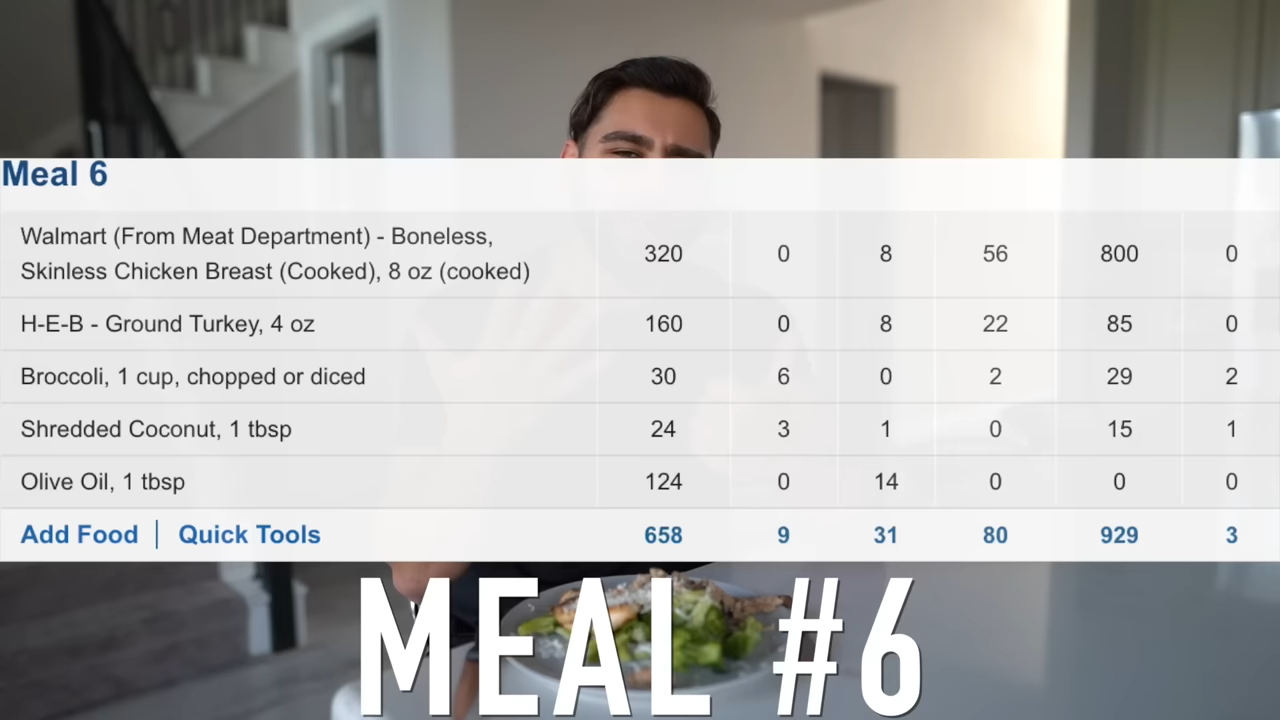 Meal 6
Walmart (From Meat Department) - Boneless,
Skinless Chicken Breast (Cooked), 8 oz (cooked) 320 0 8 56 800 0
H-E-B - Ground Turkey, 4 oz 160 0 8 22 85 0
Broccoli, 1 cup, chopped or diced 30 6 0 2 29 2
Shredded Coconut, 1 tbsp 24 3 1 0 15 1
Olive Oil, 1 tbsp 124 0 14 0 0 0
Add Food | Quick Tools 658 9 31 80 929 3
MEAL #6